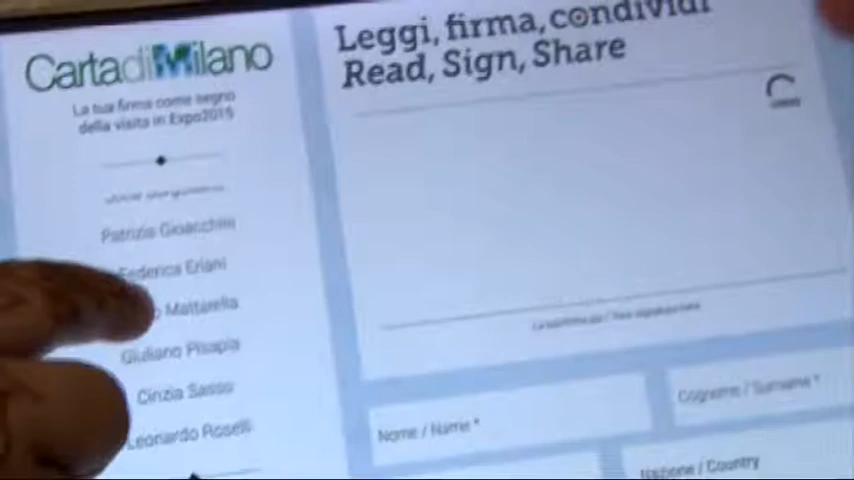 CartadiMilano
La tua firma come segno
della visita in Expo2015
Patrizia Gioacchini
Federica Eriani
Mattarella
Giuliano Pisapia
Cinzia Sasso
Leonardo Roselli
Leggi, firma, condividi
Read, Sign, Share
Nome / Name *
Cognome / Surname *
Nazione / Country